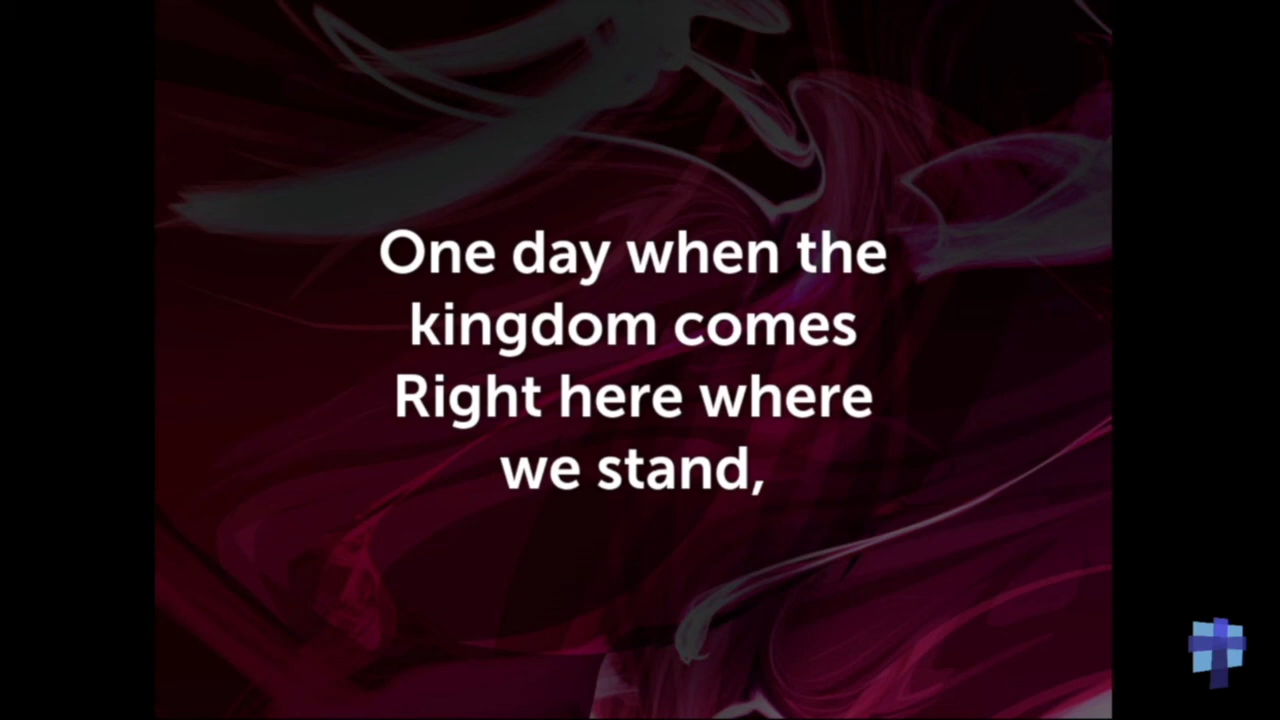 One day when the
kingdom comes
Right here where
we stand,